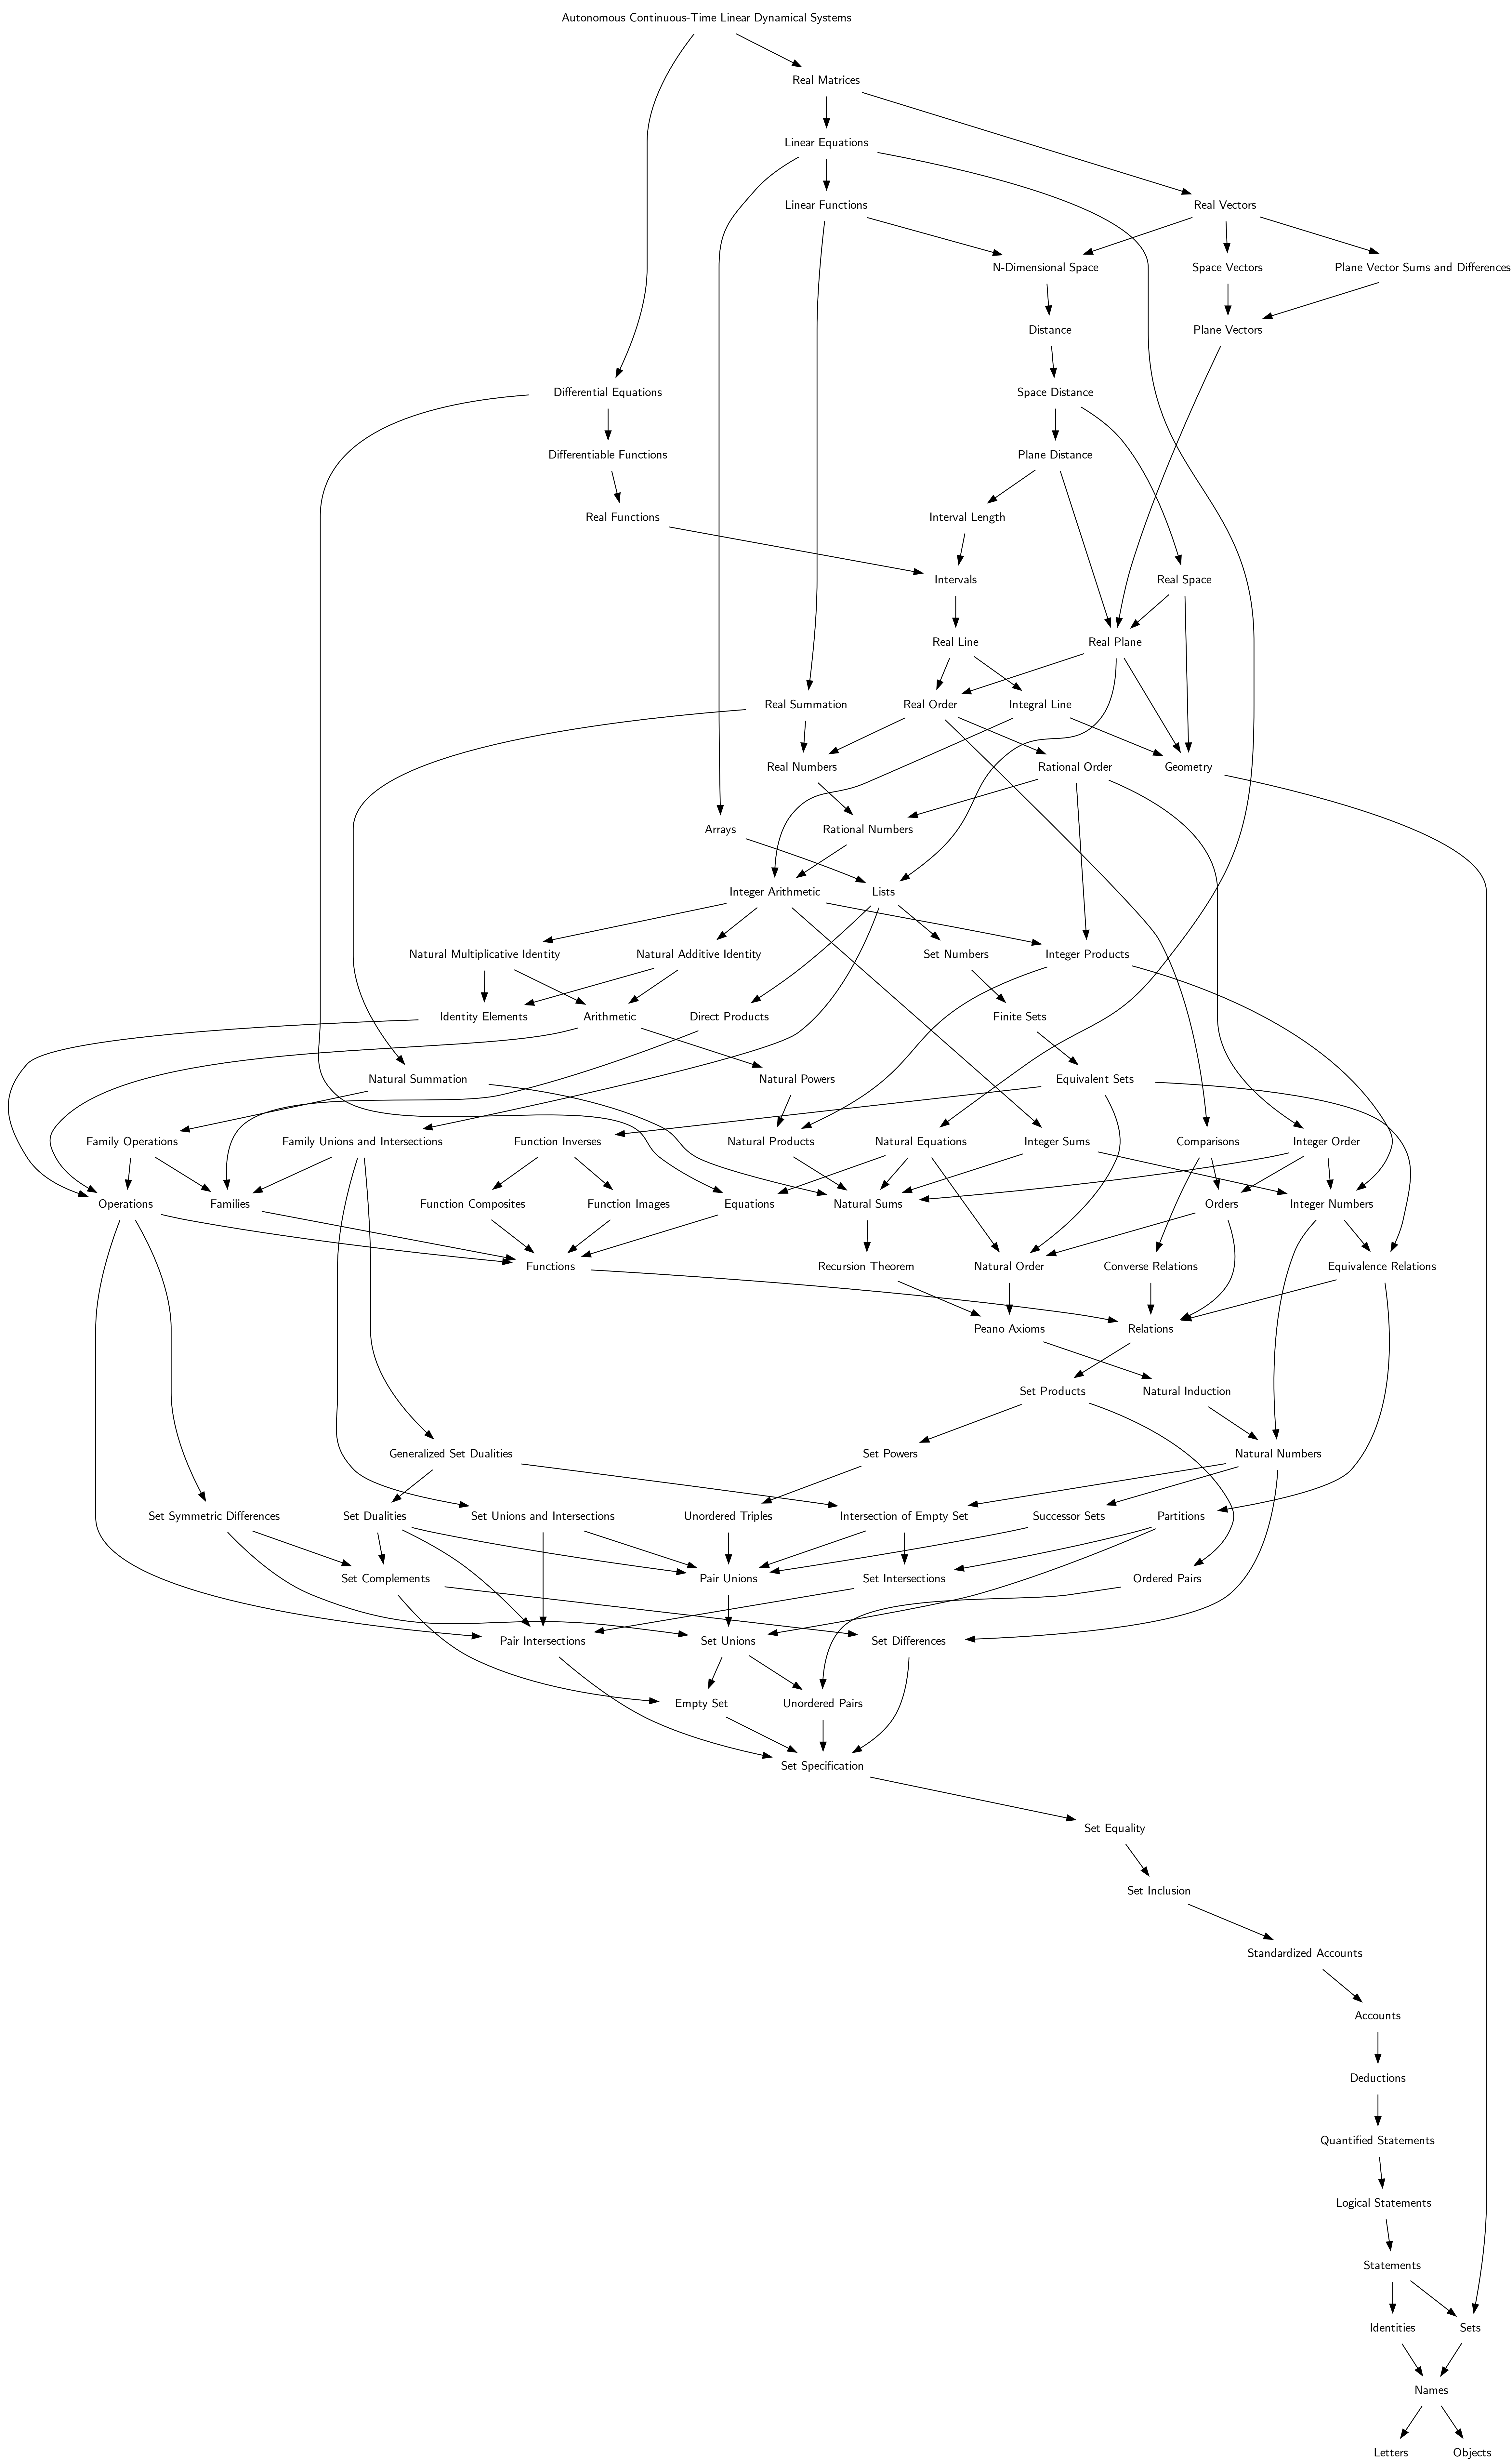 Autonomous Continuous-Time Linear Dynamical Systems
Real Matrices
Linear Equations
Linear Functions
Real Vectors
N-Dimensional Space
Space Vectors
Plane Vector Sums and Differences
Distance
Plane Vectors
Differential Equations
Space Distance
Differentiable Functions
Plane Distance
Real Functions
Interval Length
Intervals
Real Space
Real Line
Real Plane
Real Summation
Real Order
Integral Line
Real Numbers
Rational Order
Geometry
Arrays
Rational Numbers
Integer Arithmetic
Lists
Natural Multiplicative Identity
Natural Additive Identity
Set Numbers
Integer Products
Identity Elements
Arithmetic
Direct Products
Finite Sets
Natural Summation
Natural Powers
Equivalent Sets
Family Operations
Family Unions and Intersections
Function Inverses
Natural Products
Natural Equations
Integer Sums
Comparisons
Integer Order
Operations
Families
Function Composites
Function Images
Equations
Natural Sums
Orders
Integer Numbers
Functions
Recursion Theorem
Natural Order
Converse Relations
Equivalence Relations
Peano Axioms
Relations
Set Products
Natural Induction
Generalized Set Dualities
Set Powers
Natural Numbers
Set Symmetric Differences
Set Dualities
Set Unions and Intersections
Unordered Triples
Intersection of Empty Set
Successor Sets
Partitions
Set Complements
Pair Unions
Set Intersections
Ordered Pairs
Pair Intersections
Set Unions
Set Differences
Empty Set
Unordered Pairs
Set Specification
Set Equality
Set Inclusion
Standardized Accounts
Accounts
Deductions
Quantified Statements
Logical Statements
Statements
Identities
Sets
Names
Letters
Objects